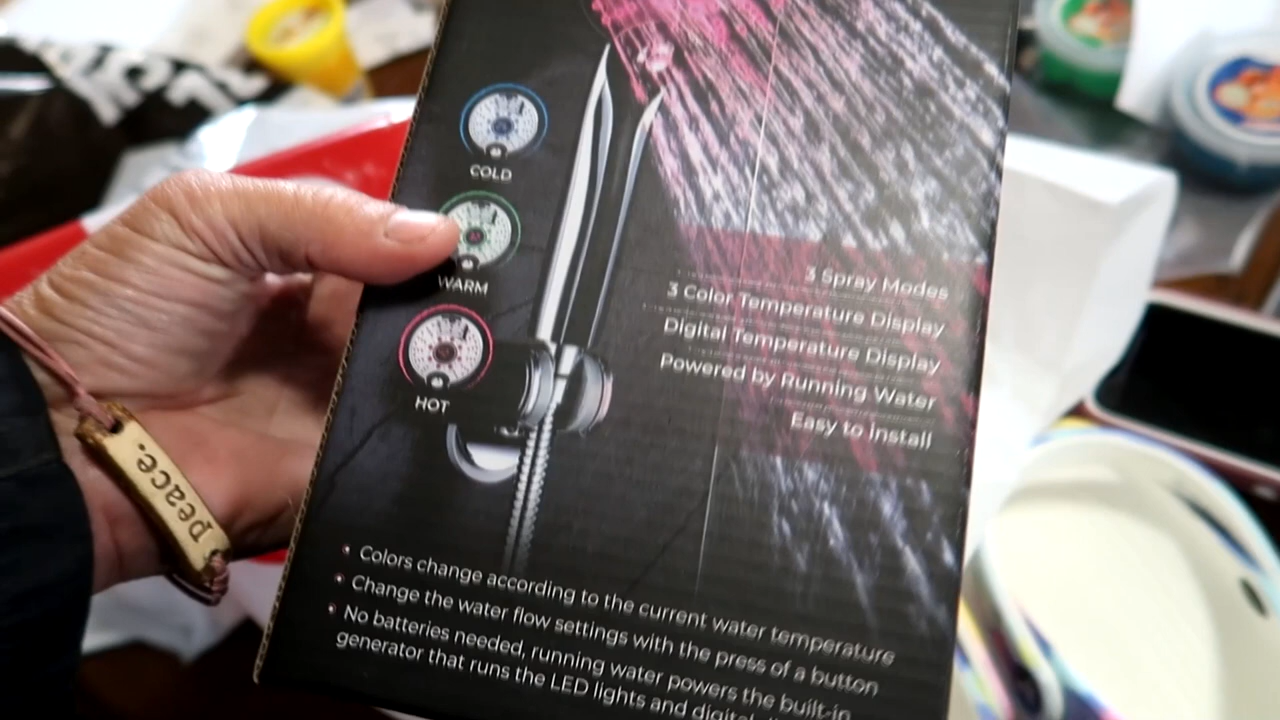 COLD
WARM
HOT
3 Spray Modes
3 Color Temperature Display
Digital Temperature Display
Powered by Running Water
Easy to install
peace.
Colors change according to the current water temperature
Change the water flow settings with the press of a button
No batteries needed, running water powers the built-in
generator that runs the LED lights and digital